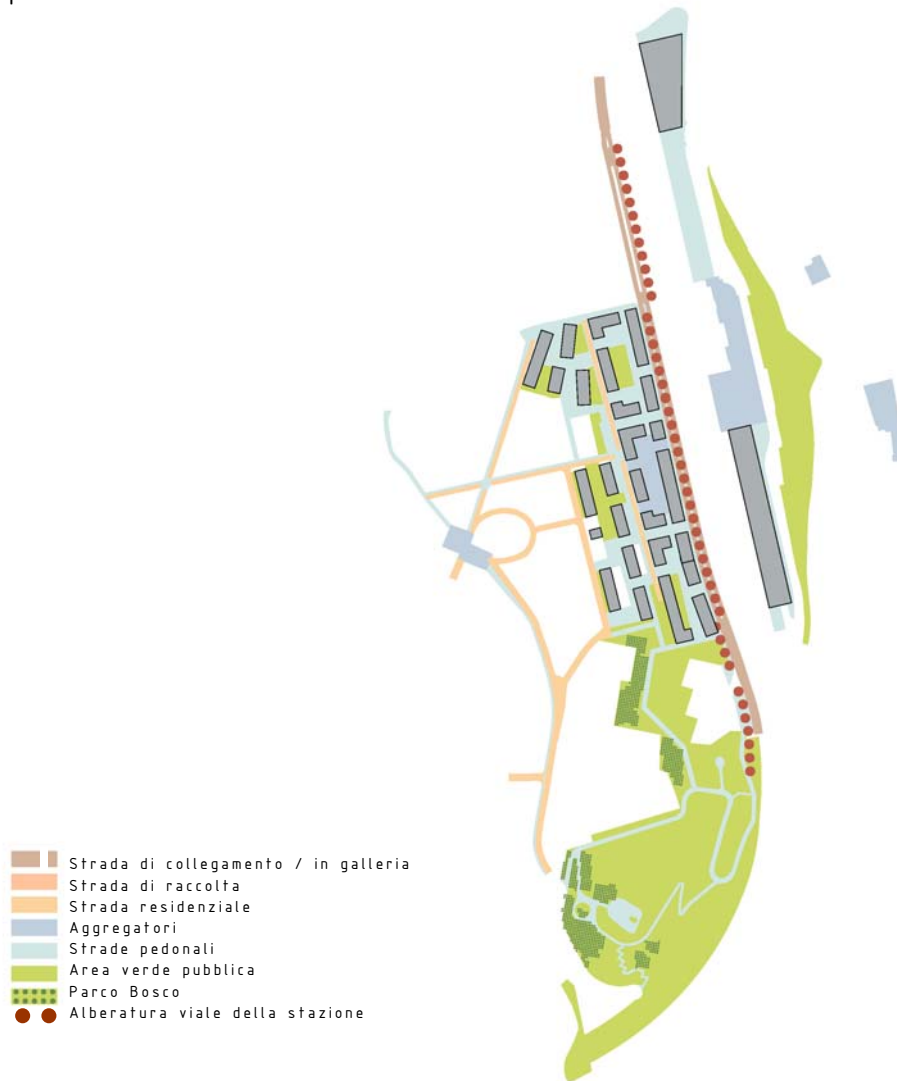 Strada di collegamento / in galleria
Strada di raccolta
Strada residenziale
Aggregatori
Strade pedonali
Area verde pubblica
Parco Bosco
Alberatura viale della stazione